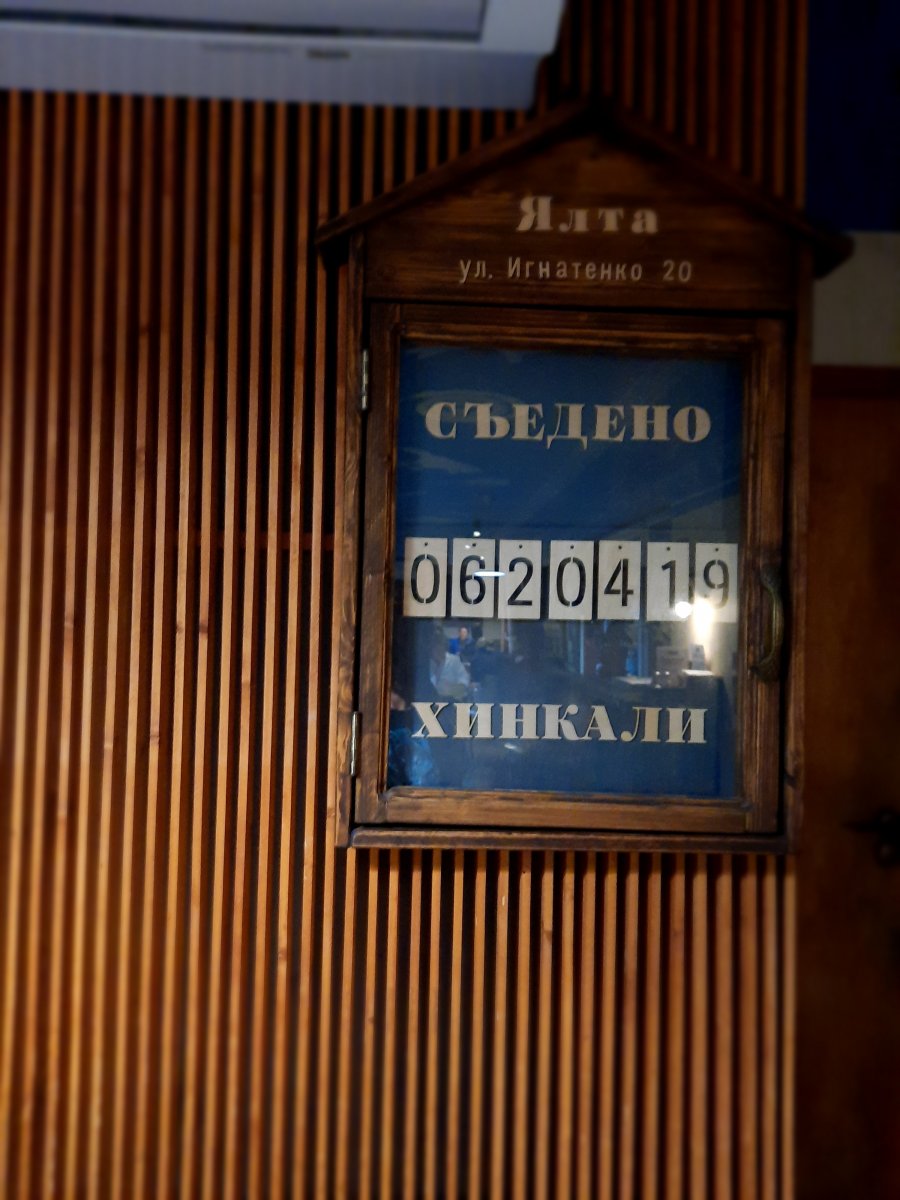 Ялта
ул. Игнатенко 20
СЪЕДЕНО
0620419
ХИНКАЛИ